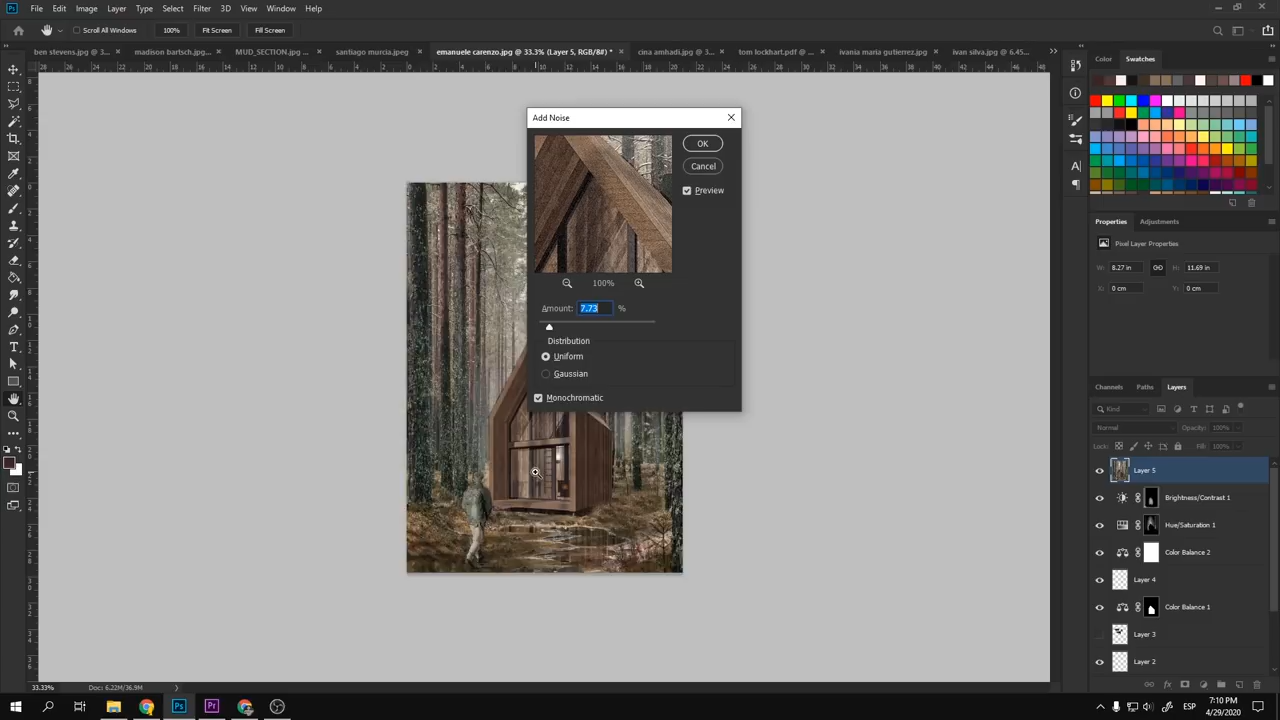 Ps File Edit Image Layer Type Select Filter 3D View Window Help
Scroll All Windows 100% Fit Screen Fill Screen
ben stevens.jpg @ 3... madison bartsch.jpg... MUD_SECTION.jpg ... santiago murcia.jpeg emanuele carenzo.jpg @ 33.3% (Layer 5, RGB/8#) * cina ambadi.jpg @ 3... tom lockhart.pdf @ ... ivania maria gutierrez.jpg ivan silva.jpg @ 6.45...
Color Swatches
Add Noise
OK
Cancel
Preview
100%
Amount: 7.73 %
Distribution
Uniform
Gaussian
Monochromatic
Properties Adjustments
Pixel Layer Properties
W: 8.27 in H: 11.69 in
X: 0 cm Y: 0 cm
Channels Paths Layers
Kind
Normal Opacity: 100%
Lock: Fill: 100%
Layer 5
Brightness/Contrast 1
Hue/Saturation 1
Color Balance 2
Layer 4
Color Balance 1
Layer 3
Layer 2
33.33% Doc: 6.22M/36.9M
ESP
7:10 PM
4/29/2020